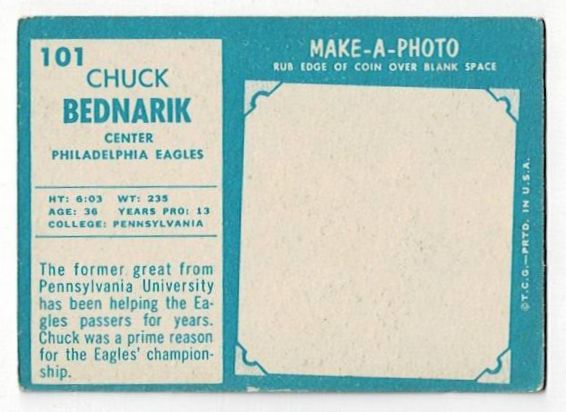 101
CHUCK
BEDNARIK
CENTER
PHILADELPHIA EAGLES
HT: 6:03 WT: 235
AGE: 36 YEARS PRO: 13
COLLEGE: PENNSYLVANIA
The former great from
Pennsylvania University
has been helping the Ea-
gles passers for years.
Chuck was a prime reason
for the Eagles' champion-
ship.
MAKE-A-PHOTO
RUB EDGE OF COIN OVER BLANK SPACE
©T.C.G.—PRTD. IN U.S.A.